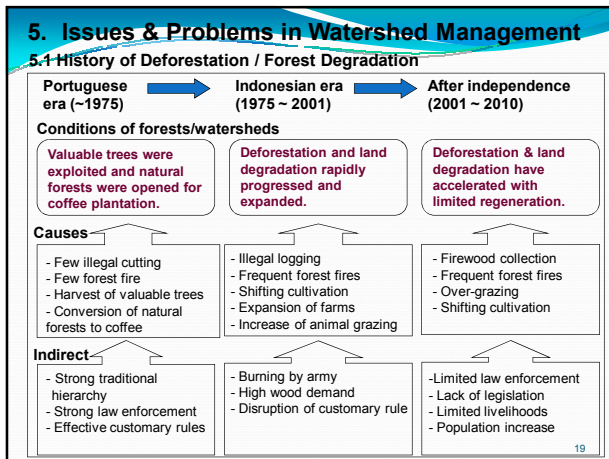 5. Issues & Problems in Watershed Management
5.1 History of Deforestation / Forest Degradation
Portuguese
era (~1975)
Indonesian era
(1975 ~ 2001)
After independence
(2001 ~ 2010)
Conditions of forests/watersheds
Valuable trees were
exploited and natural
forests were opened for
coffee plantation.
Deforestation and land
degradation rapidly
progressed and
expanded.
Deforestation & land
degradation have
accelerated with
limited regeneration.
Causes
- Few illegal cutting
- Few forest fire
- Harvest of valuable trees
- Conversion of natural
forests to coffee
- Illegal logging
- Frequent forest fires
- Shifting cultivation
- Expansion of farms
- Increase of animal grazing
- Firewood collection
- Frequent forest fires
- Over-grazing
- Shifting cultivation
Indirect
- Strong traditional
hierarchy
- Strong law enforcement
- Effective customary rules
- Burning by army
- High wood demand
- Disruption of customary rule
-Limited law enforcement
- Lack of legislation
- Limited livelihoods
- Population increase
19